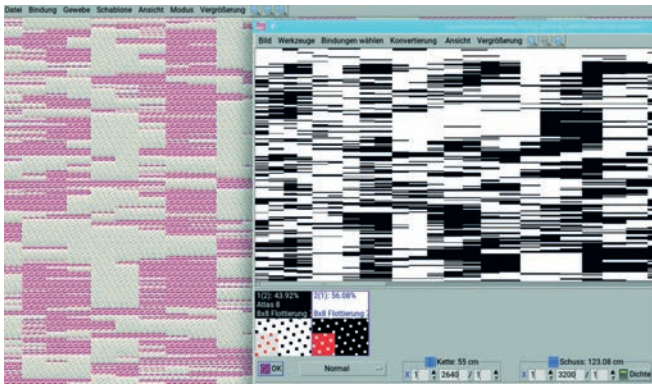 Datei Bindung Gewebe Schablone Ansicht Modus Vergrößerung
Bild Werkzeuge Bindungen wählen Konvertierung Ansicht Vergrößerung
1(2): 43.92% 2(1): 56.08%
Atlas 8
8x8 Flottierung 8x8 Flottierung
OK Normal
Kette: 55 cm Schuss: 123.08 cm
X 1 2640 / 1 X 1 3200 / 1 Dichte